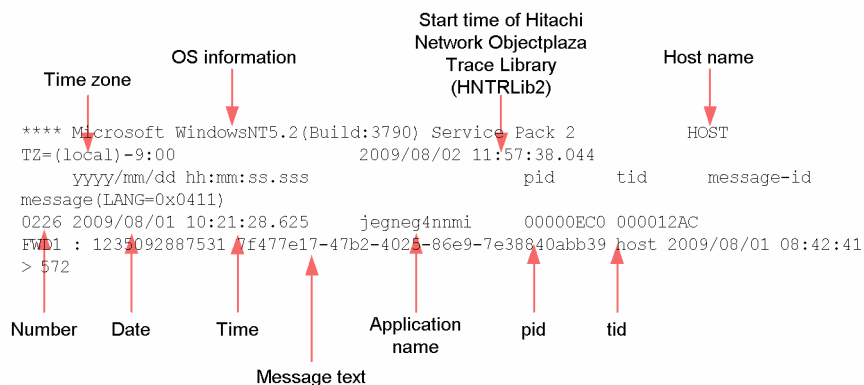 Start time of Hitachi
Network Objectplaza
Trace Library
(HNTRLib2)
OS information
Host name
Time zone
**** Microsoft WindowsNT5.2(Build:3790) Service Pack 2 HOST
TZ=(local)-9:00 2009/08/02 11:57:38.044
yyyy/mm/dd hh:mm:ss.sss pid tid message-id
message(LANG=0x0411)
0226 2009/08/01 10:21:28.625 jegneg4nnmi 00000EC0 000012AC
FWD1 : 1235092887531 7f477e17-47b2-4025-86e9-7e38840abb39 host 2009/08/01 08:42:41
> 572
Number Date Time Application name pid tid
Message text